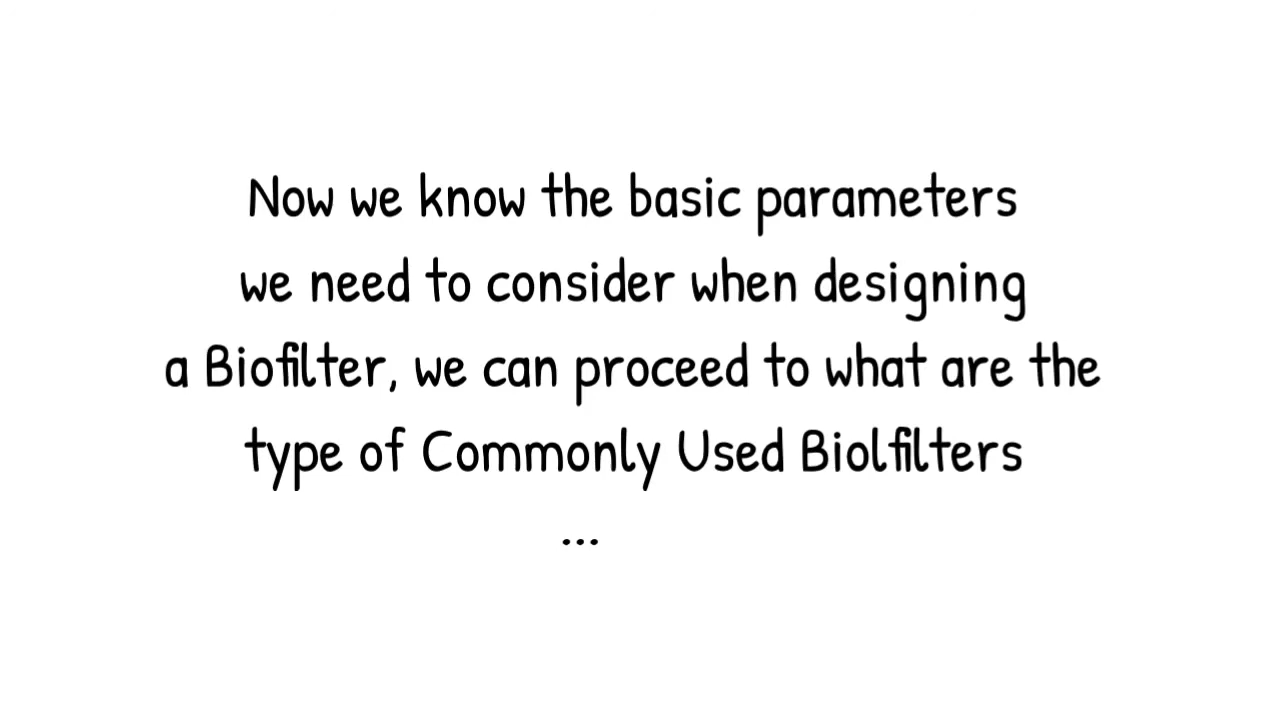 Now we know the basic parameters
we need to consider when designing
a Biofilter, we can proceed to what are the
type of Commonly Used Biolfilters
...